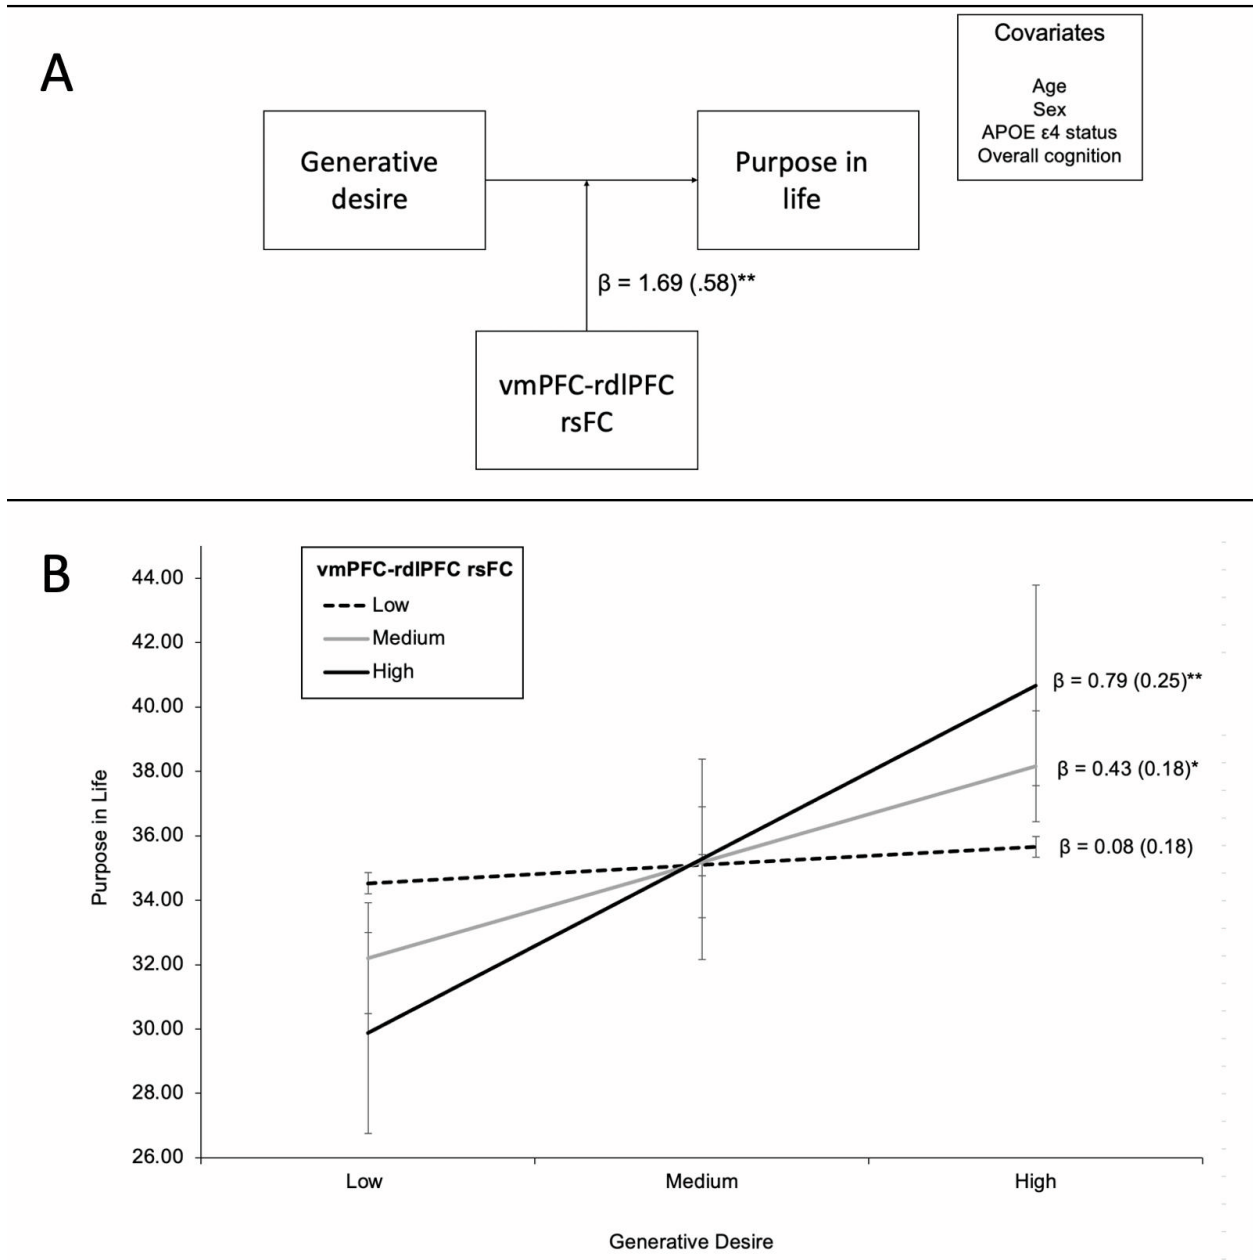 A
Covariates
Age
Sex
APOE ε4 status
Overall cognition
Generative
desire
Purpose in
life
β = 1.69 (.58)**
vmPFC-rdlPFC
rsFC
B
vmPFC-rdlPFC rsFC
Low
Medium
High
44.00
42.00
40.00
38.00
36.00
34.00
32.00
30.00
28.00
26.00
Purpose in Life
β = 0.79 (0.25)**
β = 0.43 (0.18)*
β = 0.08 (0.18)
Low
Medium
High
Generative Desire